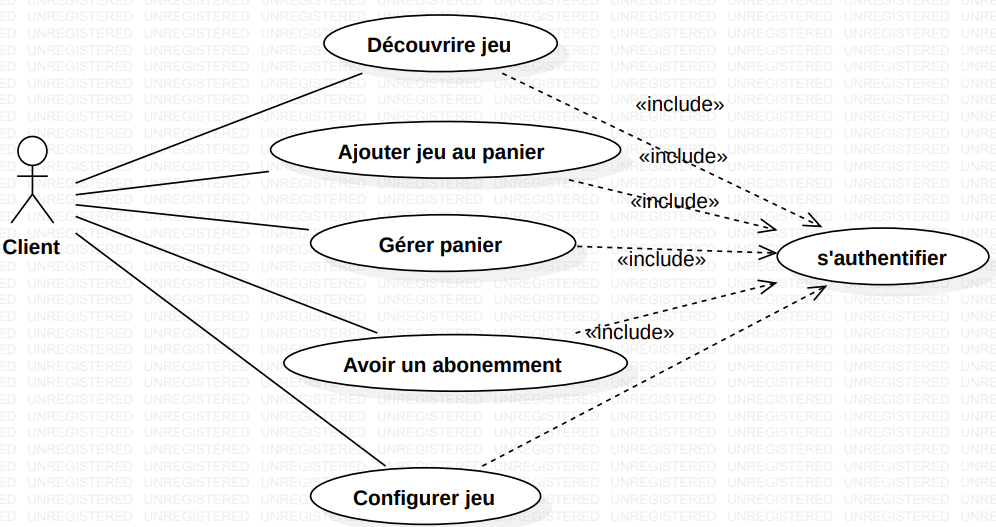 Découvrire jeu
«include»
Ajouter jeu au panier
«include»
«include»
Client
Gérer panier
«include»
s'authentifier
«include»
Avoir un abonemment
Configurer jeu
UNREGISTERED